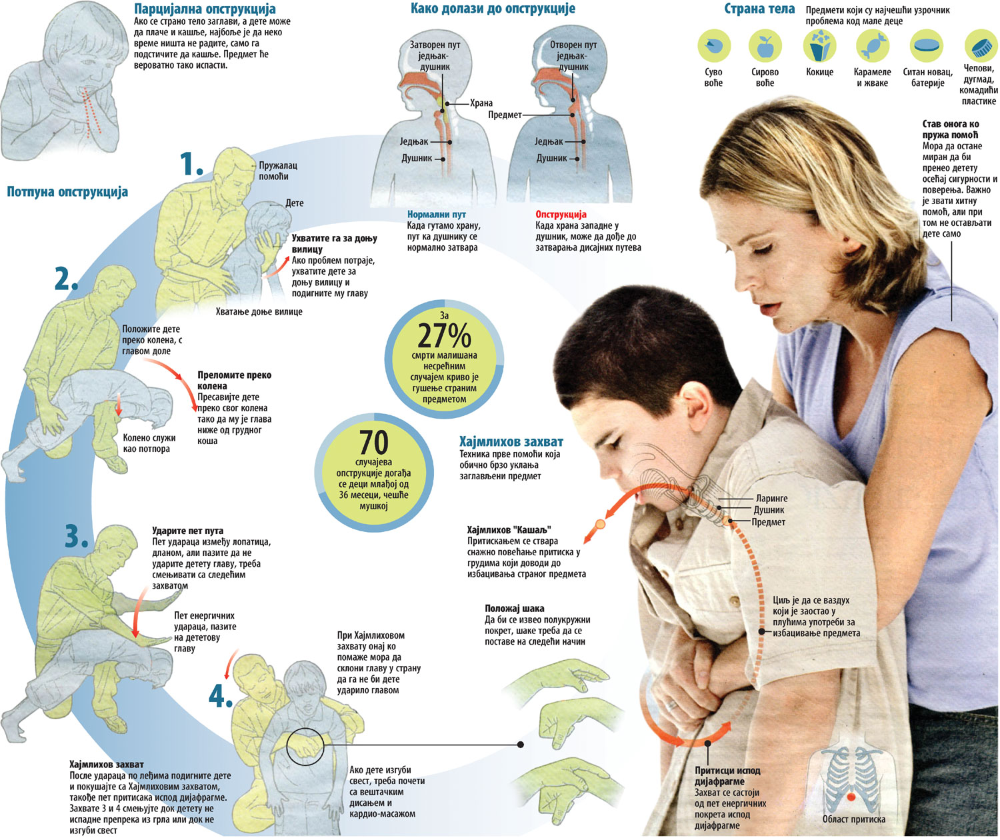 Парцијална опструкција
Ако се страно тело заглави, а дете може
да плаче и кашље, најбоље је да неко
време ништа не радите, само га
подстичите да кашље. Предмет ће
вероватно тако испасти.
Како долази до опструкције
Затворен пут
једњак-
душник
Храна
Једњак
Душник
Отворен пут
једњак-
душник
Предмет
Једњак
Душник
Нормални пут
Када гутамо храну,
пут ка душнику се
нормално затвара
Опструкција
Када храна западне у
душник, може да дође до
затварања дисајних путева
Страна тела
Предмети који су најчешћи узрочник
проблема код мале деце
Суво
воће
Сирово
воће
Кокице
Карамеле
и жваке
Ситан новац,
батерије
Чепови,
дугмад,
комадићи
пластике
Став онога ко
пружа помоћ
Мора да остане
миран да би
пренео детету
осећај сигурности и
поверења. Важно
је звати хитну
помоћ, али при
том не остављати
дете само
Потпуна опструкција
1.
Пружалац
помоћи
Дете
Ухватите га за доњу
вилицу
Ако проблем потраје,
ухватите дете за
доњу вилицу и
подигните му главу
Хватање доње вилице
2.
Положите дете
преко колена, с
главом доле
Преломите преко
колена
Пресавијте дете
преко свог колена
тако да му је глава
ниже од грудног
коша
Колено служи
као потпора
За
27%
смрти малишана
несрећним
случајем криво је
гушење страним
предметом
70
случајева
опструкције догађа
се деци млађој од
36 месеци, чешће
мушкој
Хајмлихов захват
Техника прве помоћи која
обично брзо уклања
заглављени предмет
Ларинге
Душник
Предмет
Хајмлихов "Кашаљ"
Притискањем се ствара
снажно повећање притиска у
грудима који доводи до
избацивања страног предмета
3.
Ударите пет пута
Пет удараца између лопатица,
дланом, али пазите да не
ударите детету главу, треба
смењивати са следећим
захватом
Пет енергичних
удараца, пазите
на дететову
главу
Положај шака
Да би се извео полукружни
покрет, шаке треба да се
поставе на следећи начин
Циљ је да се ваздух
који је заостао у
плућима употреби за
избацивање предмета
4.
При Хајмлиховом
захвату онај ко
помаже мора да
склони главу у страну
да га не би дете
ударило главом
Хајмлихов захват
После удараца по леђима подигните дете
и покушајте са Хајмлиховим захватом,
такође пет притисака испод дијафрагме.
Захвате 3 и 4 смењујте док детету не
испадне препрека из грла или док не
изгуби свест
Ако дете изгуби
свест, треба почети
са вештачким
дисањем и
кардио-масажом
Притисци испод
дијафрагме
Захват се састоји
од пет енергичних
покрета испод
дијафрагме
Област притиска